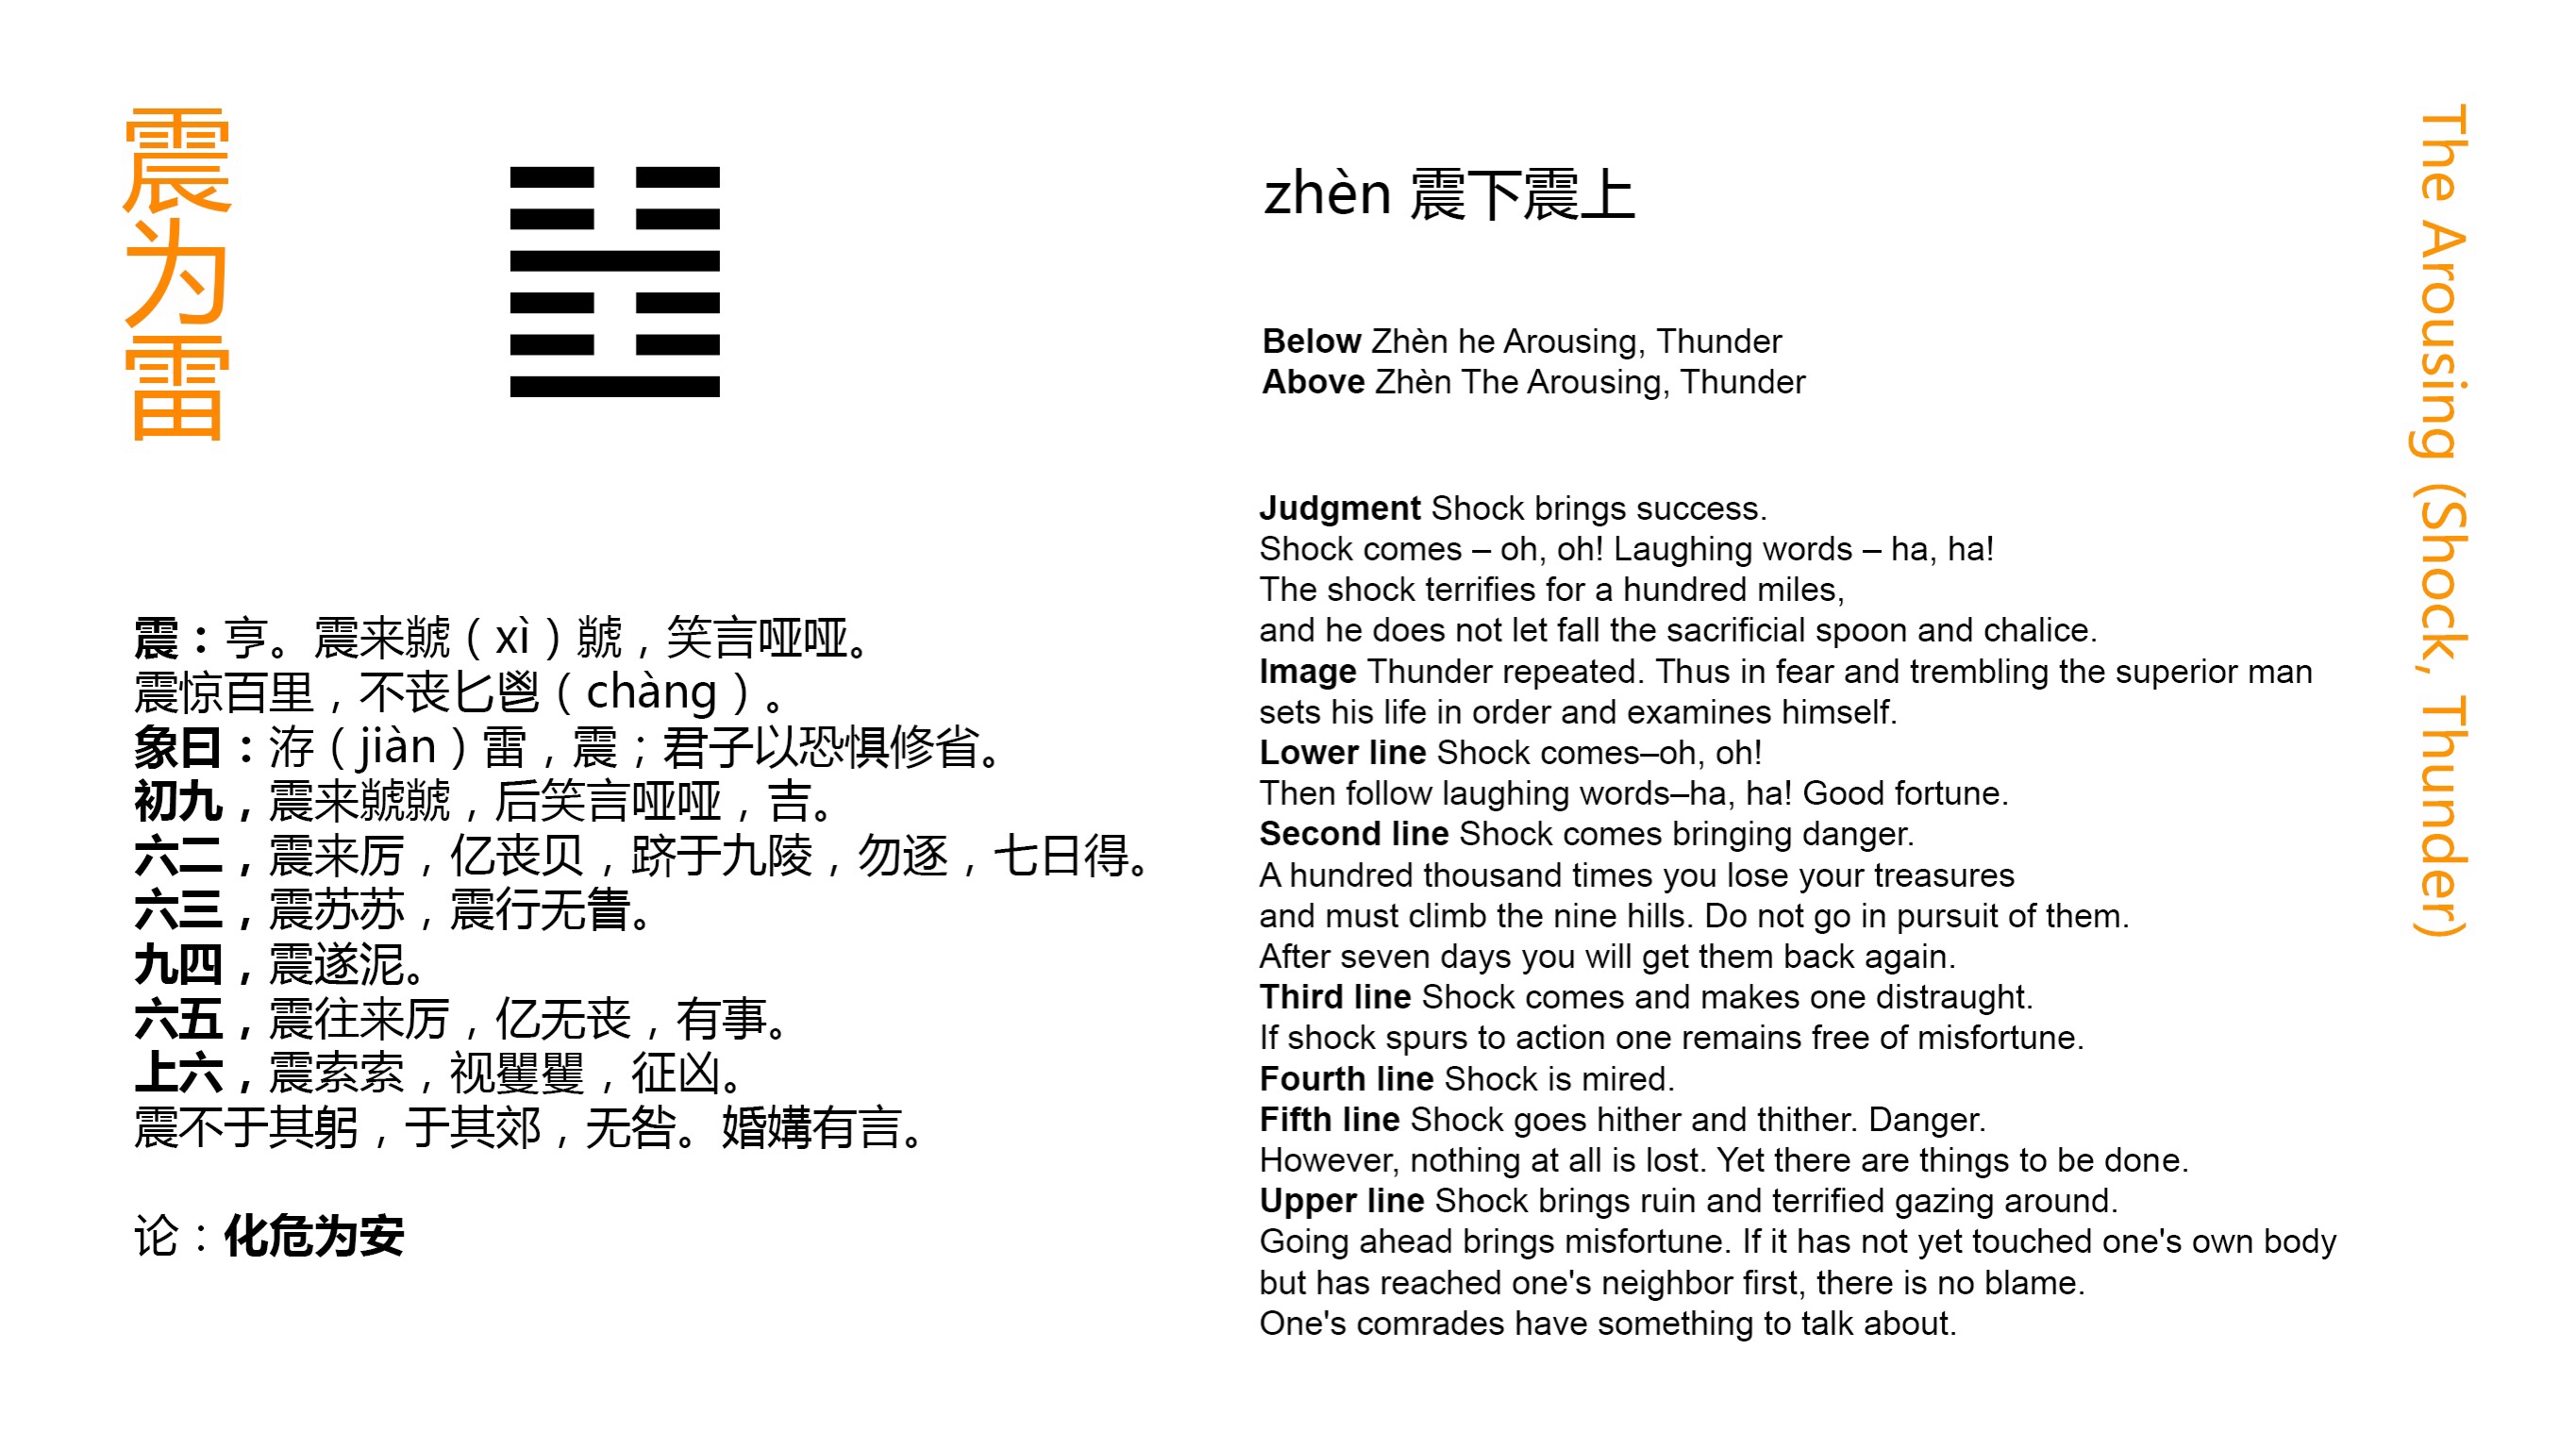 震为雷
震：亨。震来虩（xì）虩，笑言哑哑。
震惊百里，不丧匕鬯（chàng）。
象曰：洊（jiàn）雷，震；君子以恐惧修省。
初九，震来虩虩，后笑言哑哑，吉。
六二，震来厉，亿丧贝，跻于九陵，勿逐，七日得。
六三，震苏苏，震行无眚。
九四，震遂泥。
六五，震往来厉，亿无丧，有事。
上六，震索索，视矍矍，征凶。
震不于其躬，于其郊，无咎。婚媾有言。
论：化危为安
zhèn 震下震上
Below Zhèn he Arousing, Thunder
Above Zhèn The Arousing, Thunder
Judgment Shock brings success.
Shock comes – oh, oh! Laughing words – ha, ha!
The shock terrifies for a hundred miles,
and he does not let fall the sacrificial spoon and chalice.
Image Thunder repeated. Thus in fear and trembling the superior man
sets his life in order and examines himself.
Lower line Shock comes–oh, oh!
Then follow laughing words–ha, ha! Good fortune.
Second line Shock comes bringing danger.
A hundred thousand times you lose your treasures
and must climb the nine hills. Do not go in pursuit of them.
After seven days you will get them back again.
Third line Shock comes and makes one distraught.
If shock spurs to action one remains free of misfortune.
Fourth line Shock is mired.
Fifth line Shock goes hither and thither. Danger.
However, nothing at all is lost. Yet there are things to be done.
Upper line Shock brings ruin and terrified gazing around.
Going ahead brings misfortune. If it has not yet touched one's own body
but has reached one's neighbor first, there is no blame.
One's comrades have something to talk about.
The Arousing (Shock, Thunder)